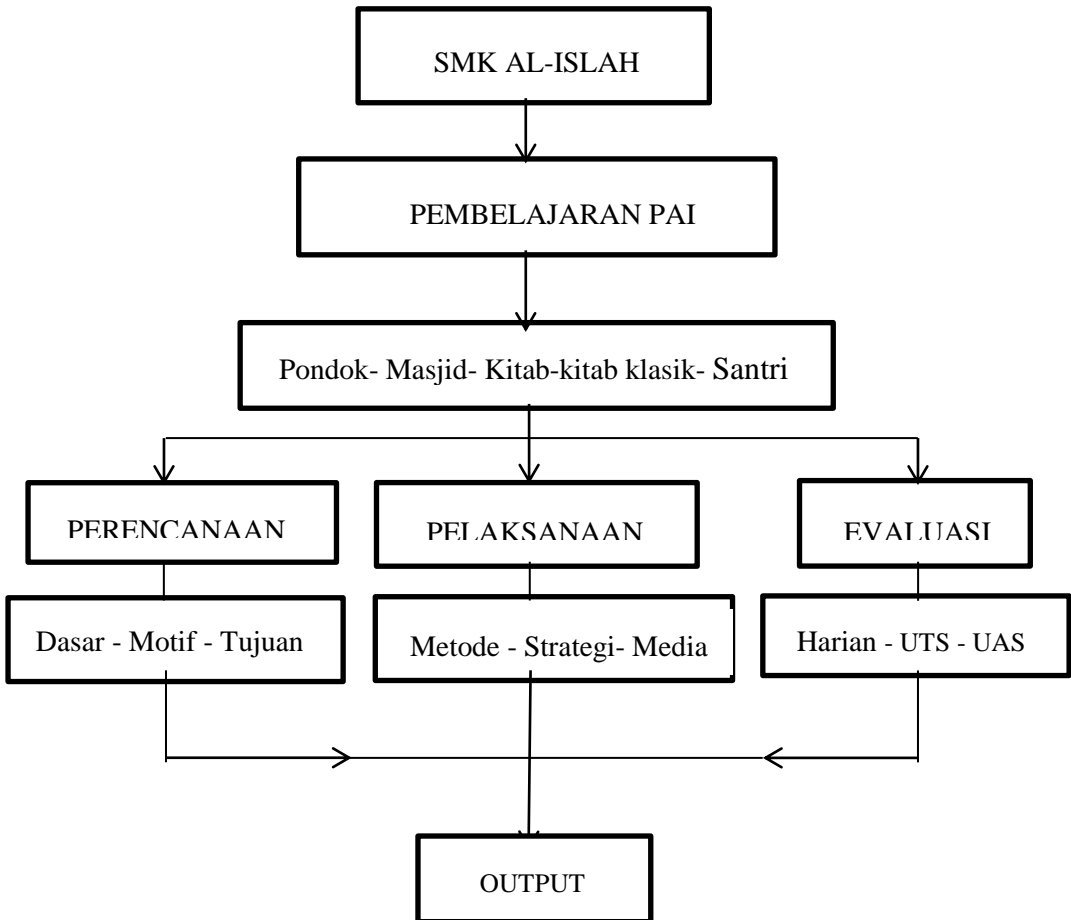 SMK AL-ISLAH
PEMBELAJARAN PAI
Pondok- Masjid- Kitab-kitab klasik- Santri
PERENCANAAN
PELAKSANAAN
EVALUASI
Dasar - Motif - Tujuan
Metode - Strategi- Media
Harian - UTS - UAS
OUTPUT